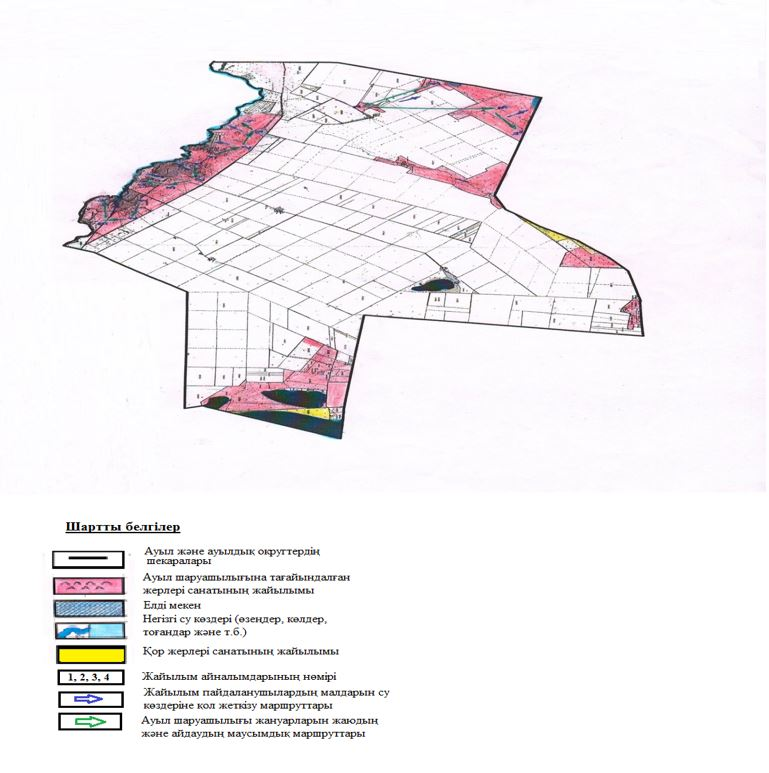 Шартты белгілер
Ауыл және ауылдық округтердің
шекаралары
Ауыл шаруашылығына тағайындалған
жерлері санатының жайылымы
Елді мекен
Негізгі су көздері (өзеңдер, көлдер,
тоғандар және т.б.)
Қор жерлері санатының жайылымы
1, 2, 3, 4 Жайылым айналымдарының нөмірі
Жайылым пайдаланушылардың малдарын су
көздеріне қол жеткізу маршруттары
Ауыл шаруашылығы жануарларын жаюдың
және айдаудың маусымдық маршруттары